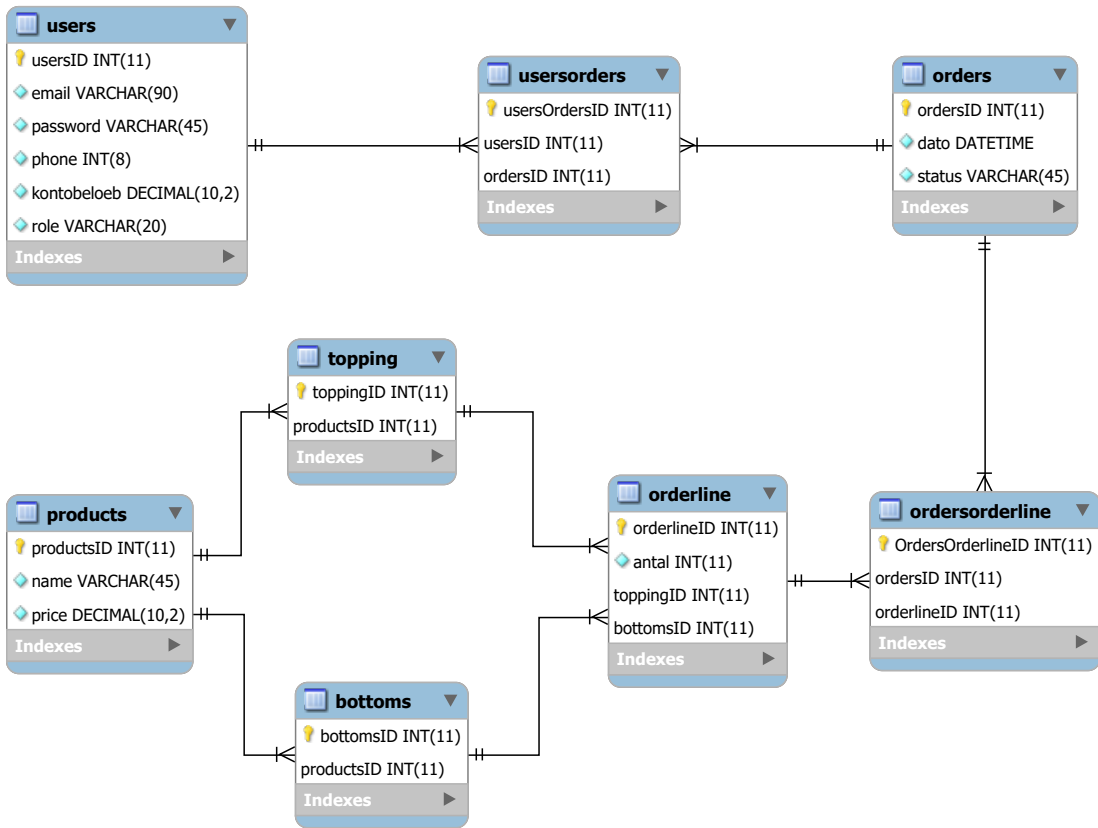 users
usersID INT(11)
email VARCHAR(90)
password VARCHAR(45)
phone INT(8)
kontobeloeb DECIMAL(10,2)
role VARCHAR(20)
Indexes
usersorders
usersOrdersID INT(11)
usersID INT(11)
ordersID INT(11)
Indexes
orders
ordersID INT(11)
dato DATETIME
status VARCHAR(45)
Indexes
topping
toppingID INT(11)
productsID INT(11)
Indexes
products
productsID INT(11)
name VARCHAR(45)
price DECIMAL(10,2)
Indexes
bottoms
bottomsID INT(11)
productsID INT(11)
Indexes
orderline
orderlineID INT(11)
antal INT(11)
toppingID INT(11)
bottomsID INT(11)
Indexes
ordersorderline
OrdersOrderlineID INT(11)
ordersID INT(11)
orderlineID INT(11)
Indexes